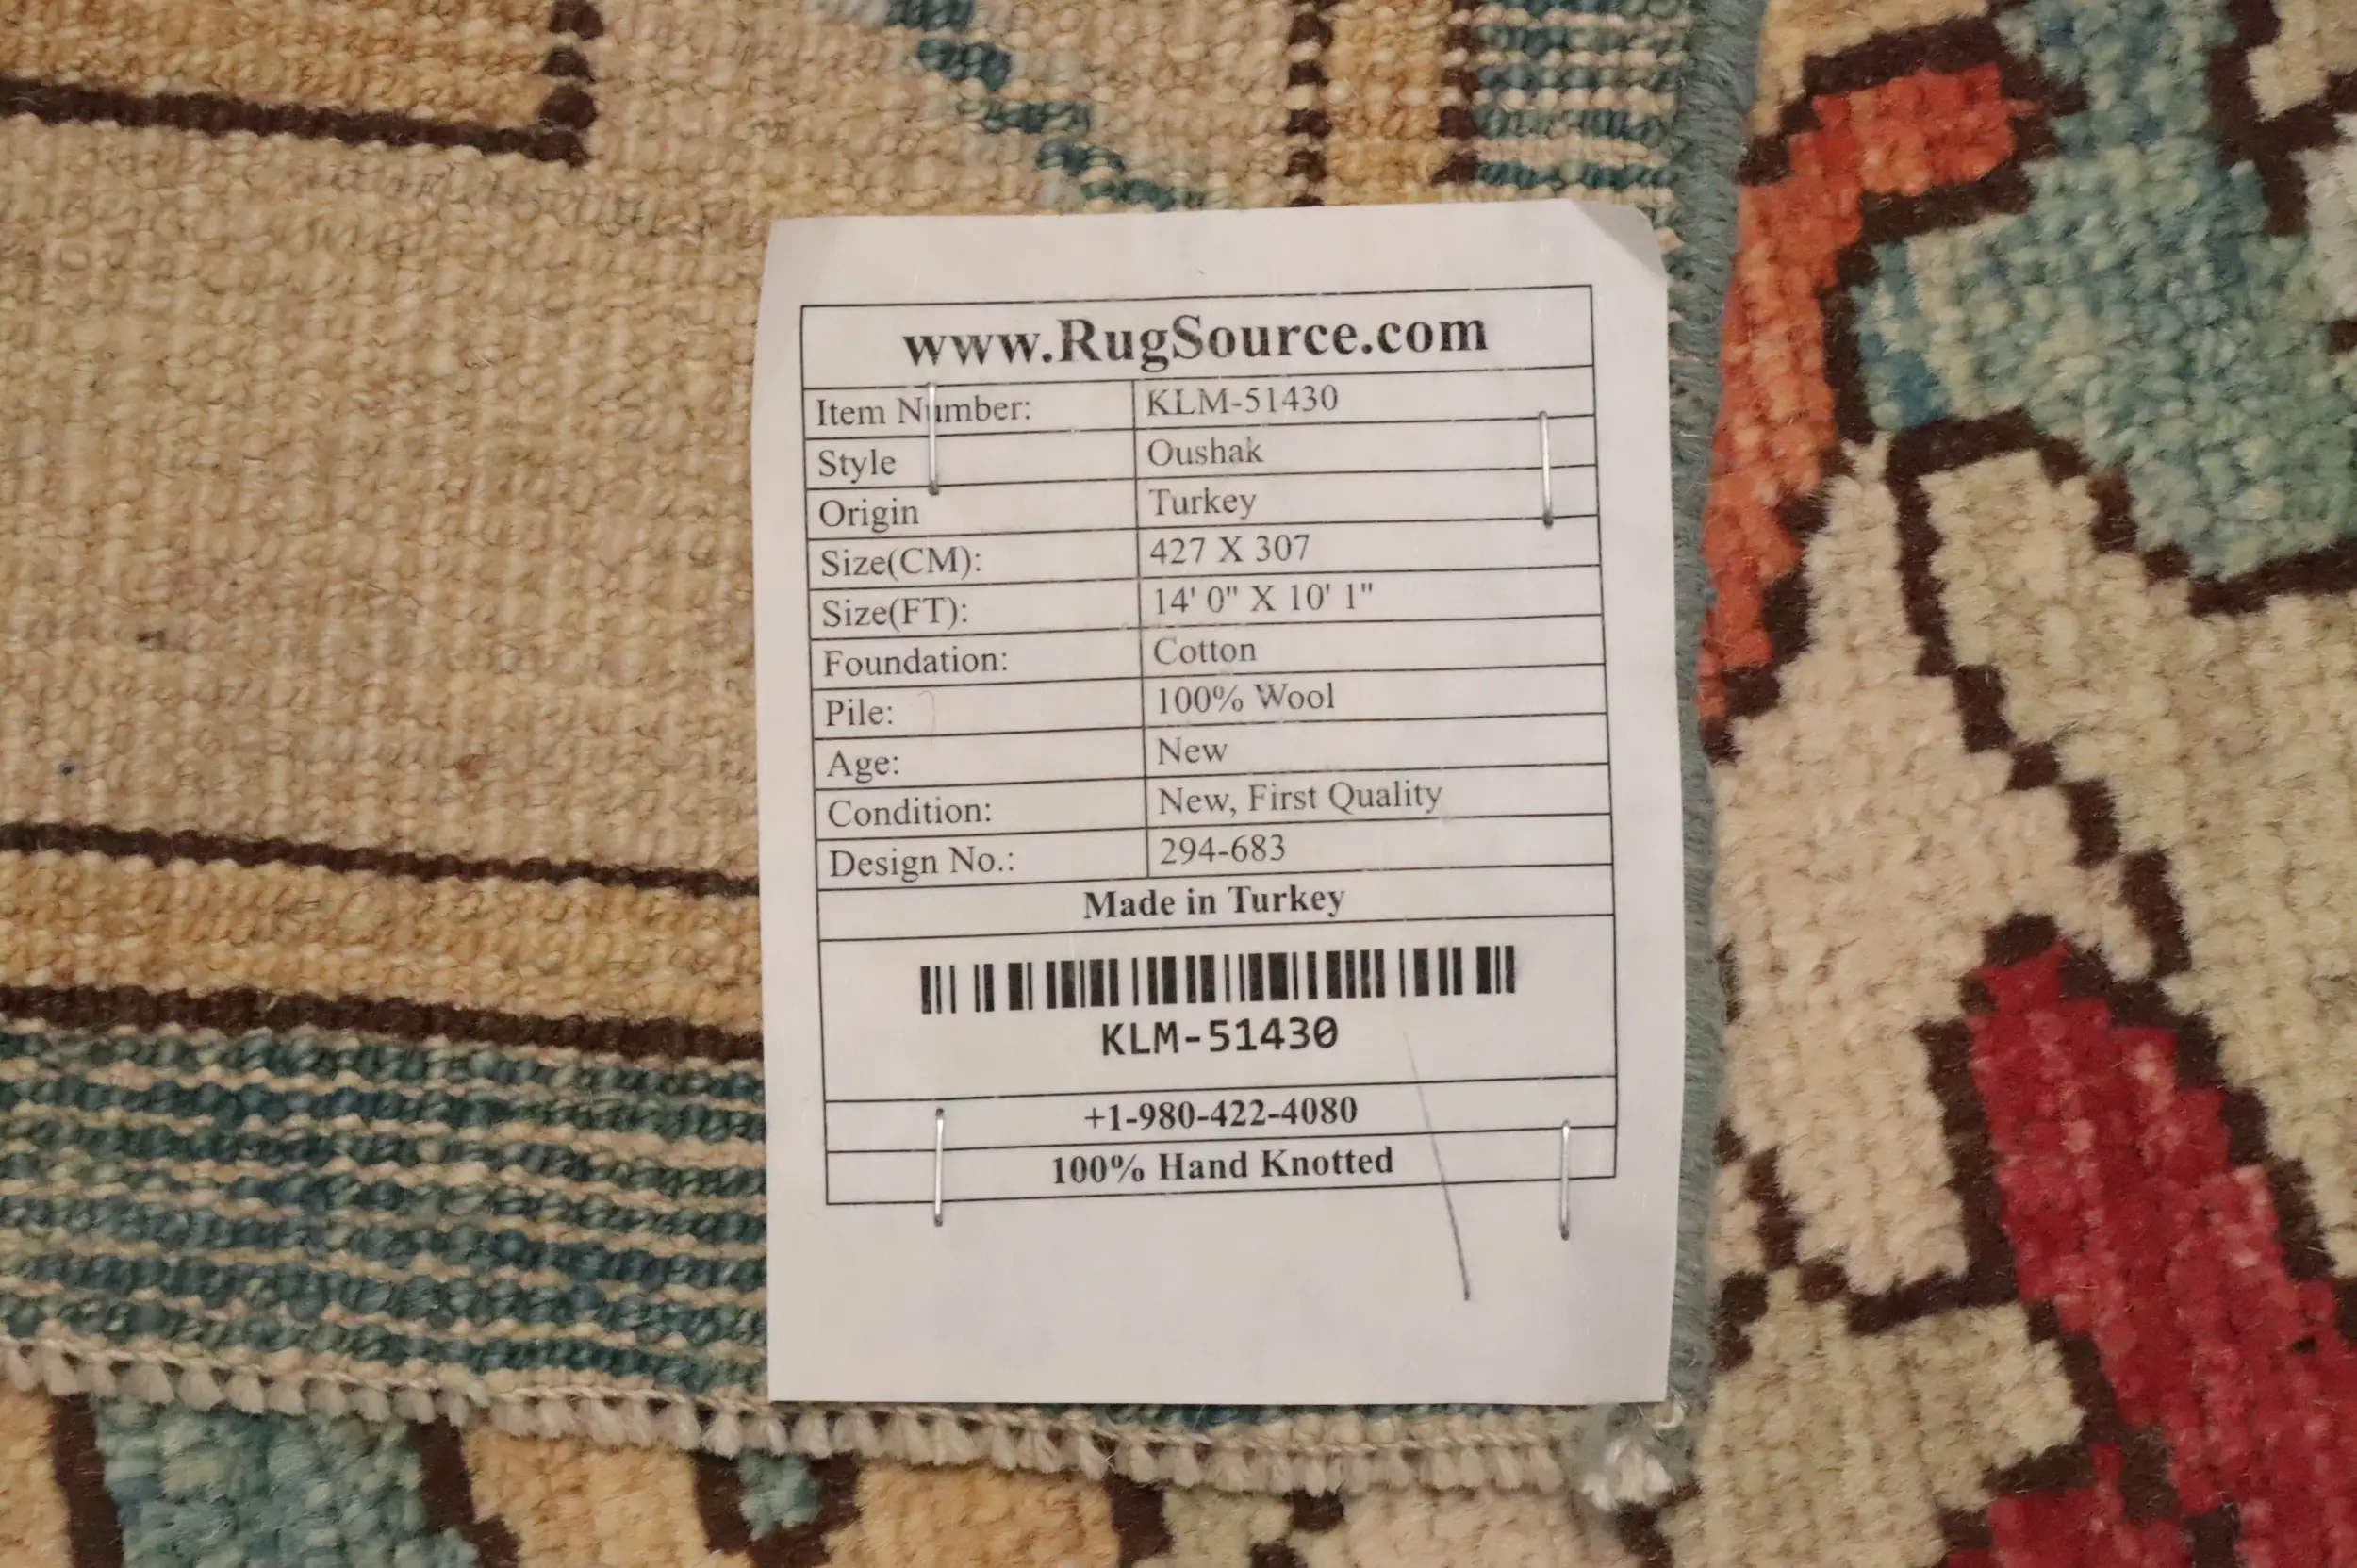 www.RugSource.com
Item Number: KLM-51430
Style Oushak
Origin Turkey
Size(CM): 427 X 307
Size(FT): 14' 0" X 10' 1"
Foundation: Cotton
Pile: 100% Wool
Age: New
Condition: New, First Quality
Design No.: 294-683
Made in Turkey
KLM-51430
+1-980-422-4080
100% Hand Knotted